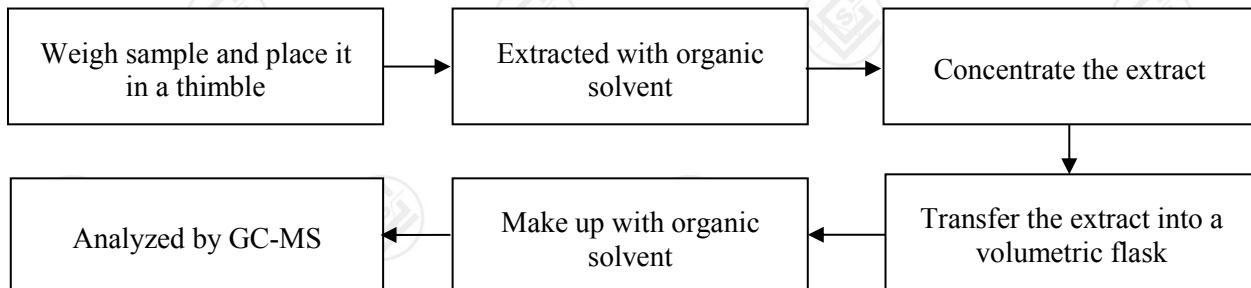 Weigh sample and place it
in a thimble
Extracted with organic
solvent
Concentrate the extract
Transfer the extract into a
volumetric flask
Make up with organic
solvent
Analyzed by GC-MS